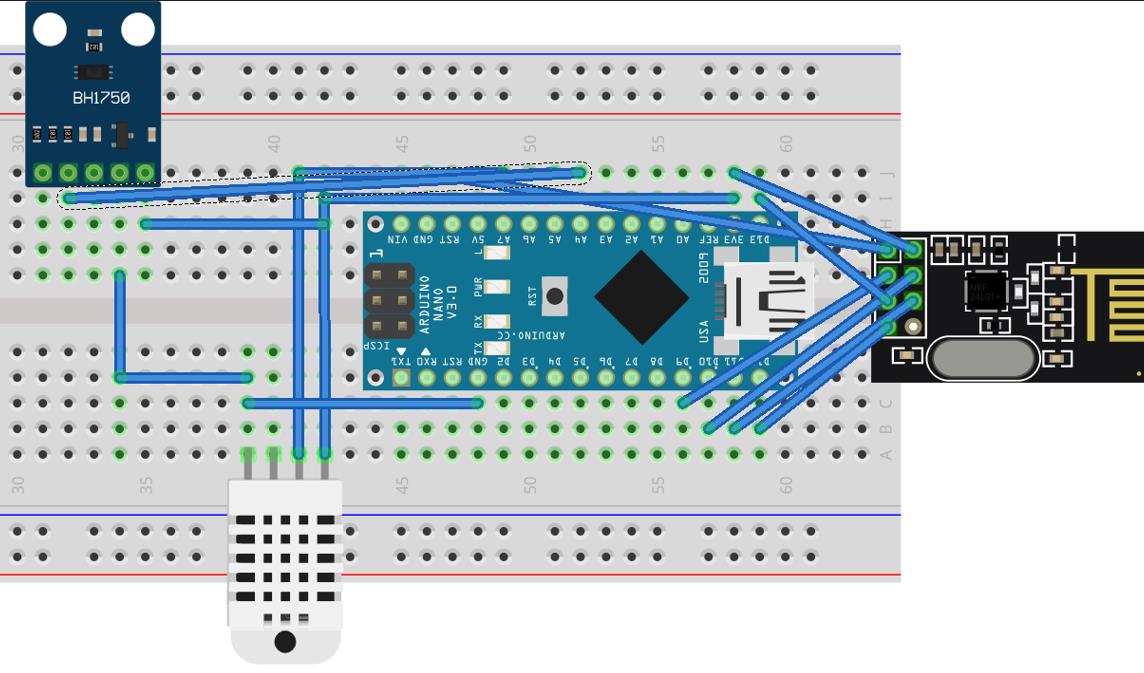 BH1750
30
40
45
50
55
60
J
I
H
VIN GND RST 5V A7 A6 A5 A4 A3 A2 A1 A0 REF 3V3 D13
1
L
PWR
RX
TX
ARDUINO
NANO
V3.0
RST
ARDUINO.CC
2009
USA
ICSP
TX1 RX0 RST GND D2 D3 D4 D5 D6 D7 D8 D9 D10 D11
NRF
24L01+
C
B
A
30
35
45
50
55
60